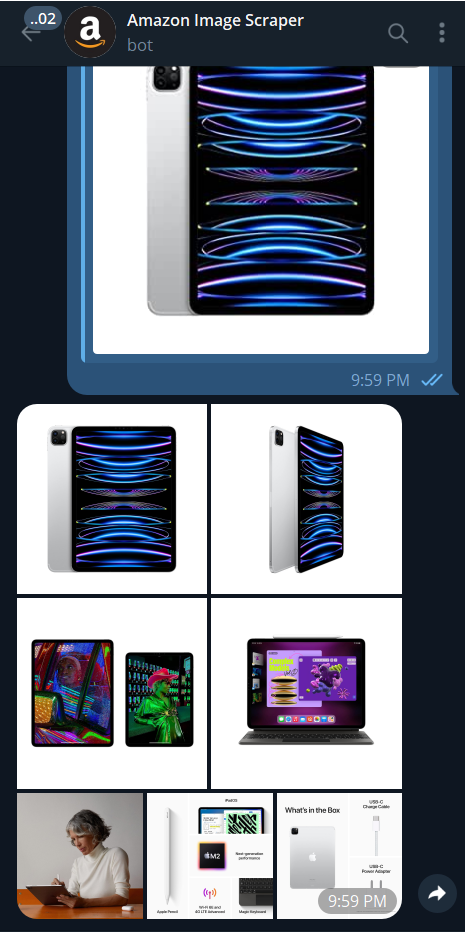 ..02
Amazon Image Scraper
bot
9:59 PM
iPadOS
M2
Next-generation
performance
Wi-Fi 6E and
4G LTE Advanced
Apple Pencil
Magic Keyboard
What's in the Box
USB-C
Charge Cable
USB-C
Power Adapter
9:59 PM